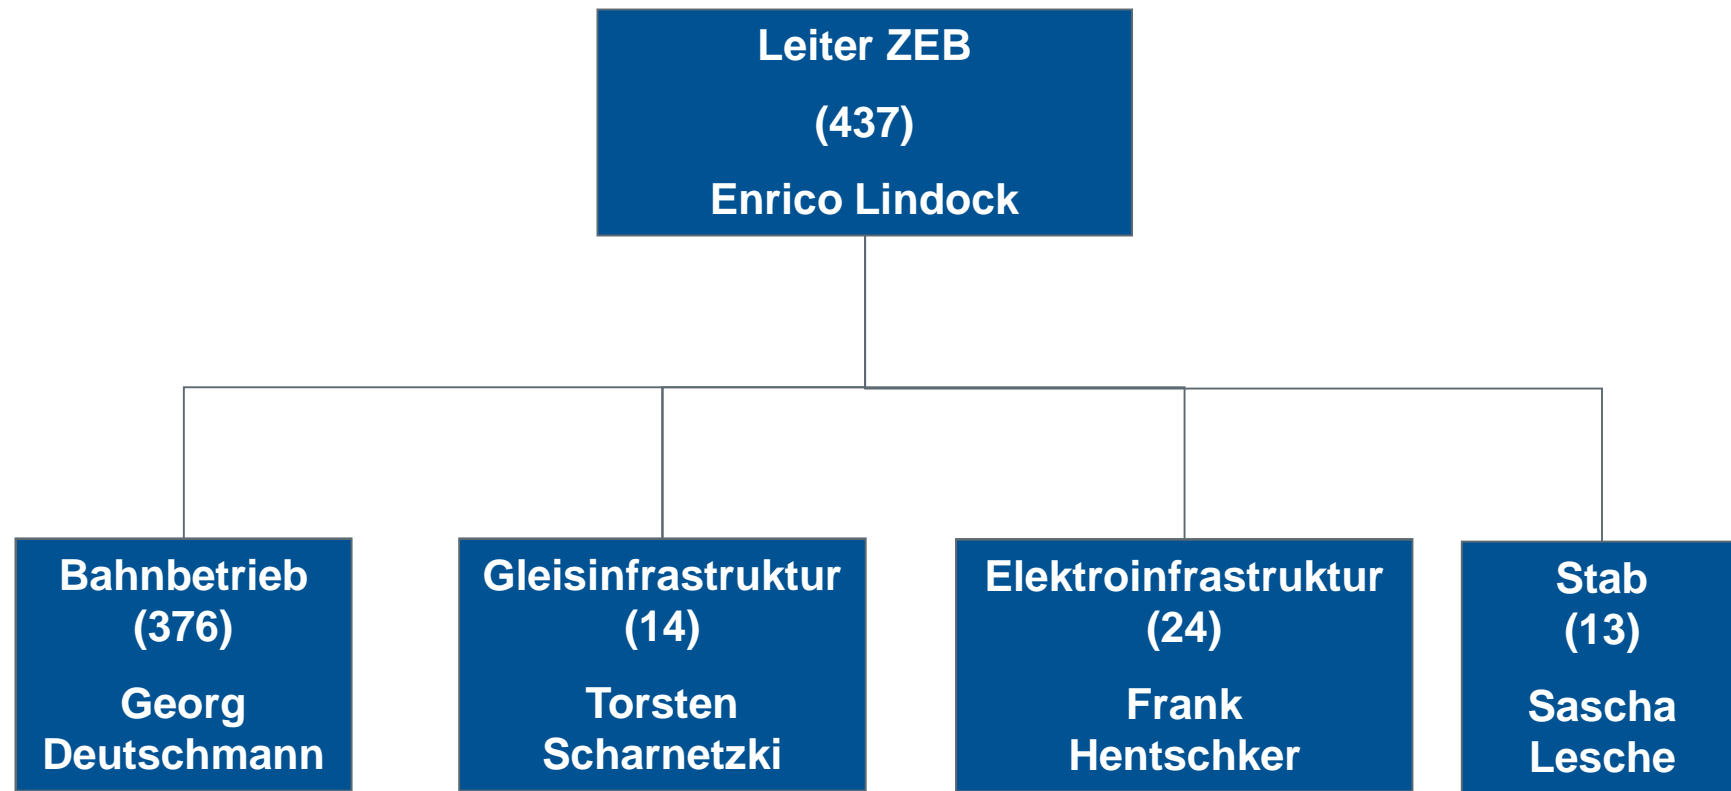 Leiter ZEB
(437)
Enrico Lindock
Bahnbetrieb
(376)
Georg
Deutschmann
Gleisinfrastruktur
(14)
Torsten
Scharnetzki
Elektroinfrastruktur
(24)
Frank
Hentschker
Stab
(13)
Sascha
Lesche